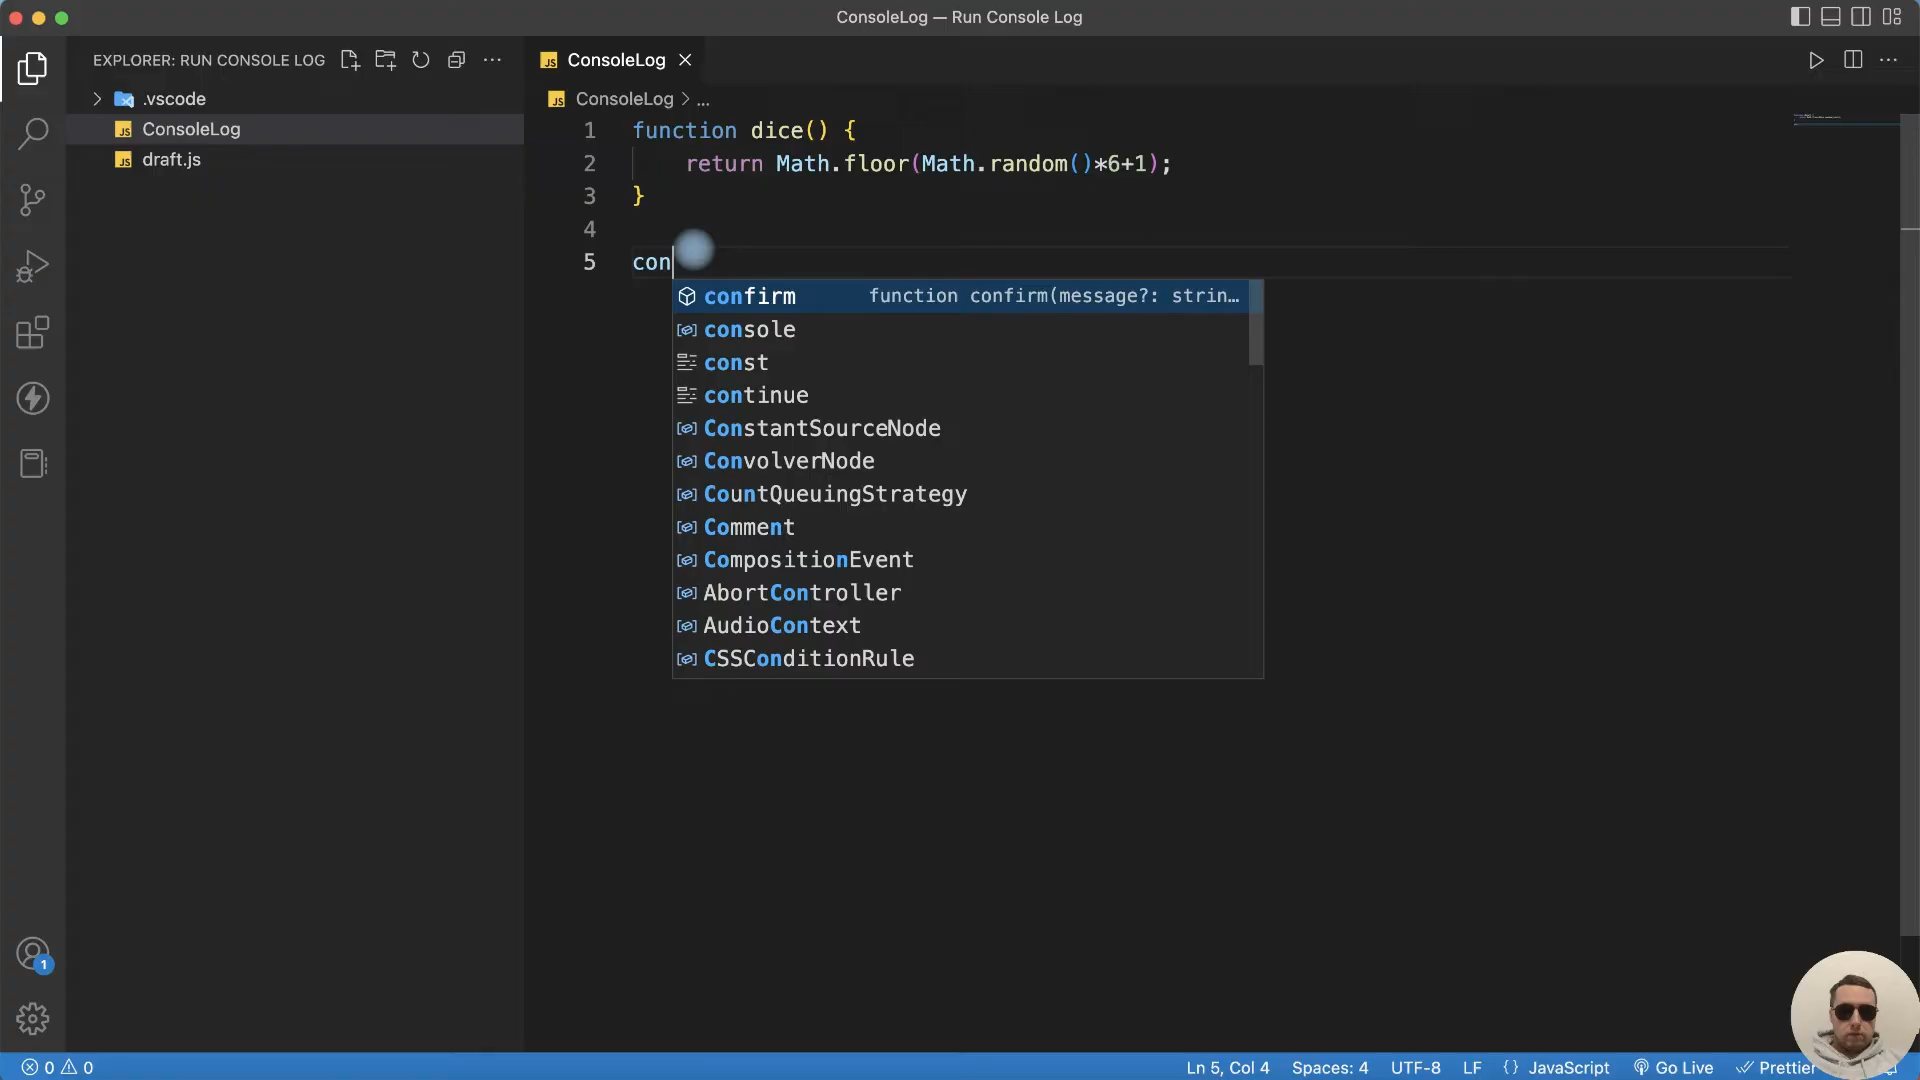 ConsoleLog — Run Console Log
EXPLORER: RUN CONSOLE LOG
ConsoleLog
.vscode
ConsoleLog
draft.js
ConsoleLog > ...
1 function dice() {
2 return Math.floor(Math.random()*6+1);
3 }
4
5 con
confirm function confirm(message?: strin…
console
const
continue
ConstantSourceNode
ConvolverNode
CountQueuingStrategy
Comment
CompositionEvent
AbortController
AudioContext
CSSConditionRule
1
0 0 Ln 5, Col 4 Spaces: 4 UTF-8 LF {} JavaScript Go Live Prettier